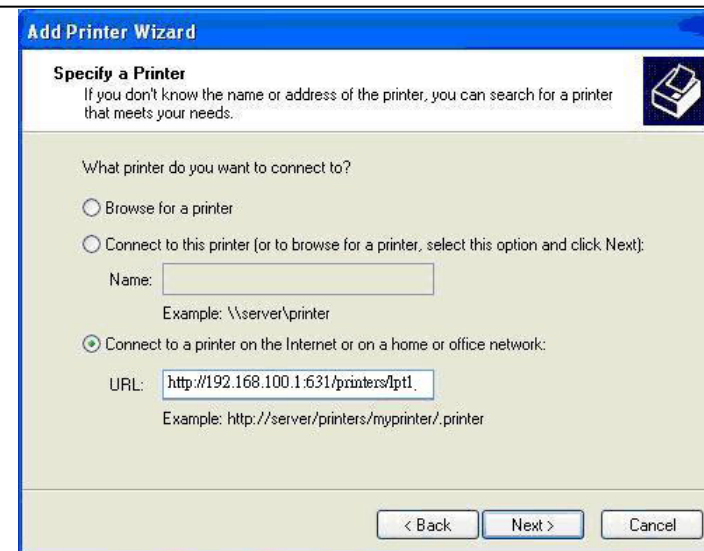 Add Printer Wizard
Specify a Printer
If you don't know the name or address of the printer, you can search for a printer
that meets your needs.
What printer do you want to connect to?
Browse for a printer
Connect to this printer (or to browse for a printer, select this option and click Next):
Name:
Example: \\server\printer
Connect to a printer on the Internet or on a home or office network:
URL: http://192.168.100.1:631/printers/lpt1
Example: http://server/printers/myprinter/.printer
< Back Next > Cancel